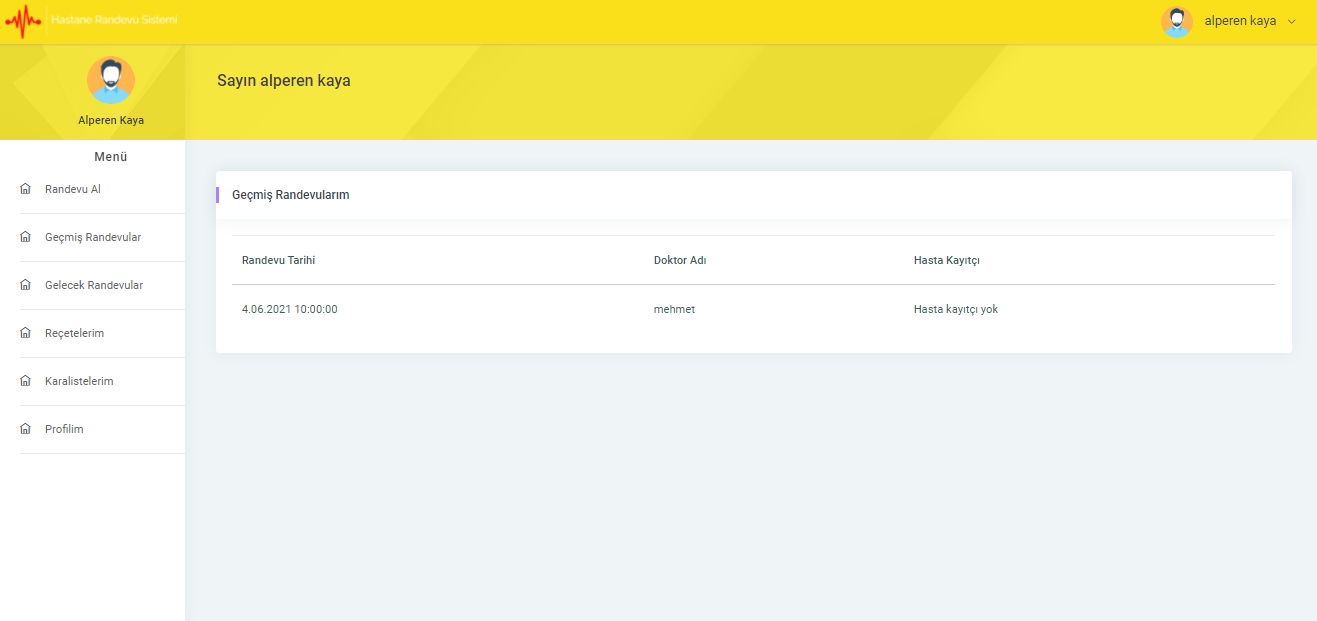 Hastane Randevu Sistemi
alperen kaya
Alperen Kaya
Sayın alperen kaya
Menü
Randevu Al
Geçmiş Randevular
Gelecek Randevular
Reçetelerim
Karalistelerim
Profilim
Geçmiş Randevularım
Randevu Tarihi Doktor Adı Hasta Kayıtçı
4.06.2021 10:00:00 mehmet Hasta kayıtçı yok